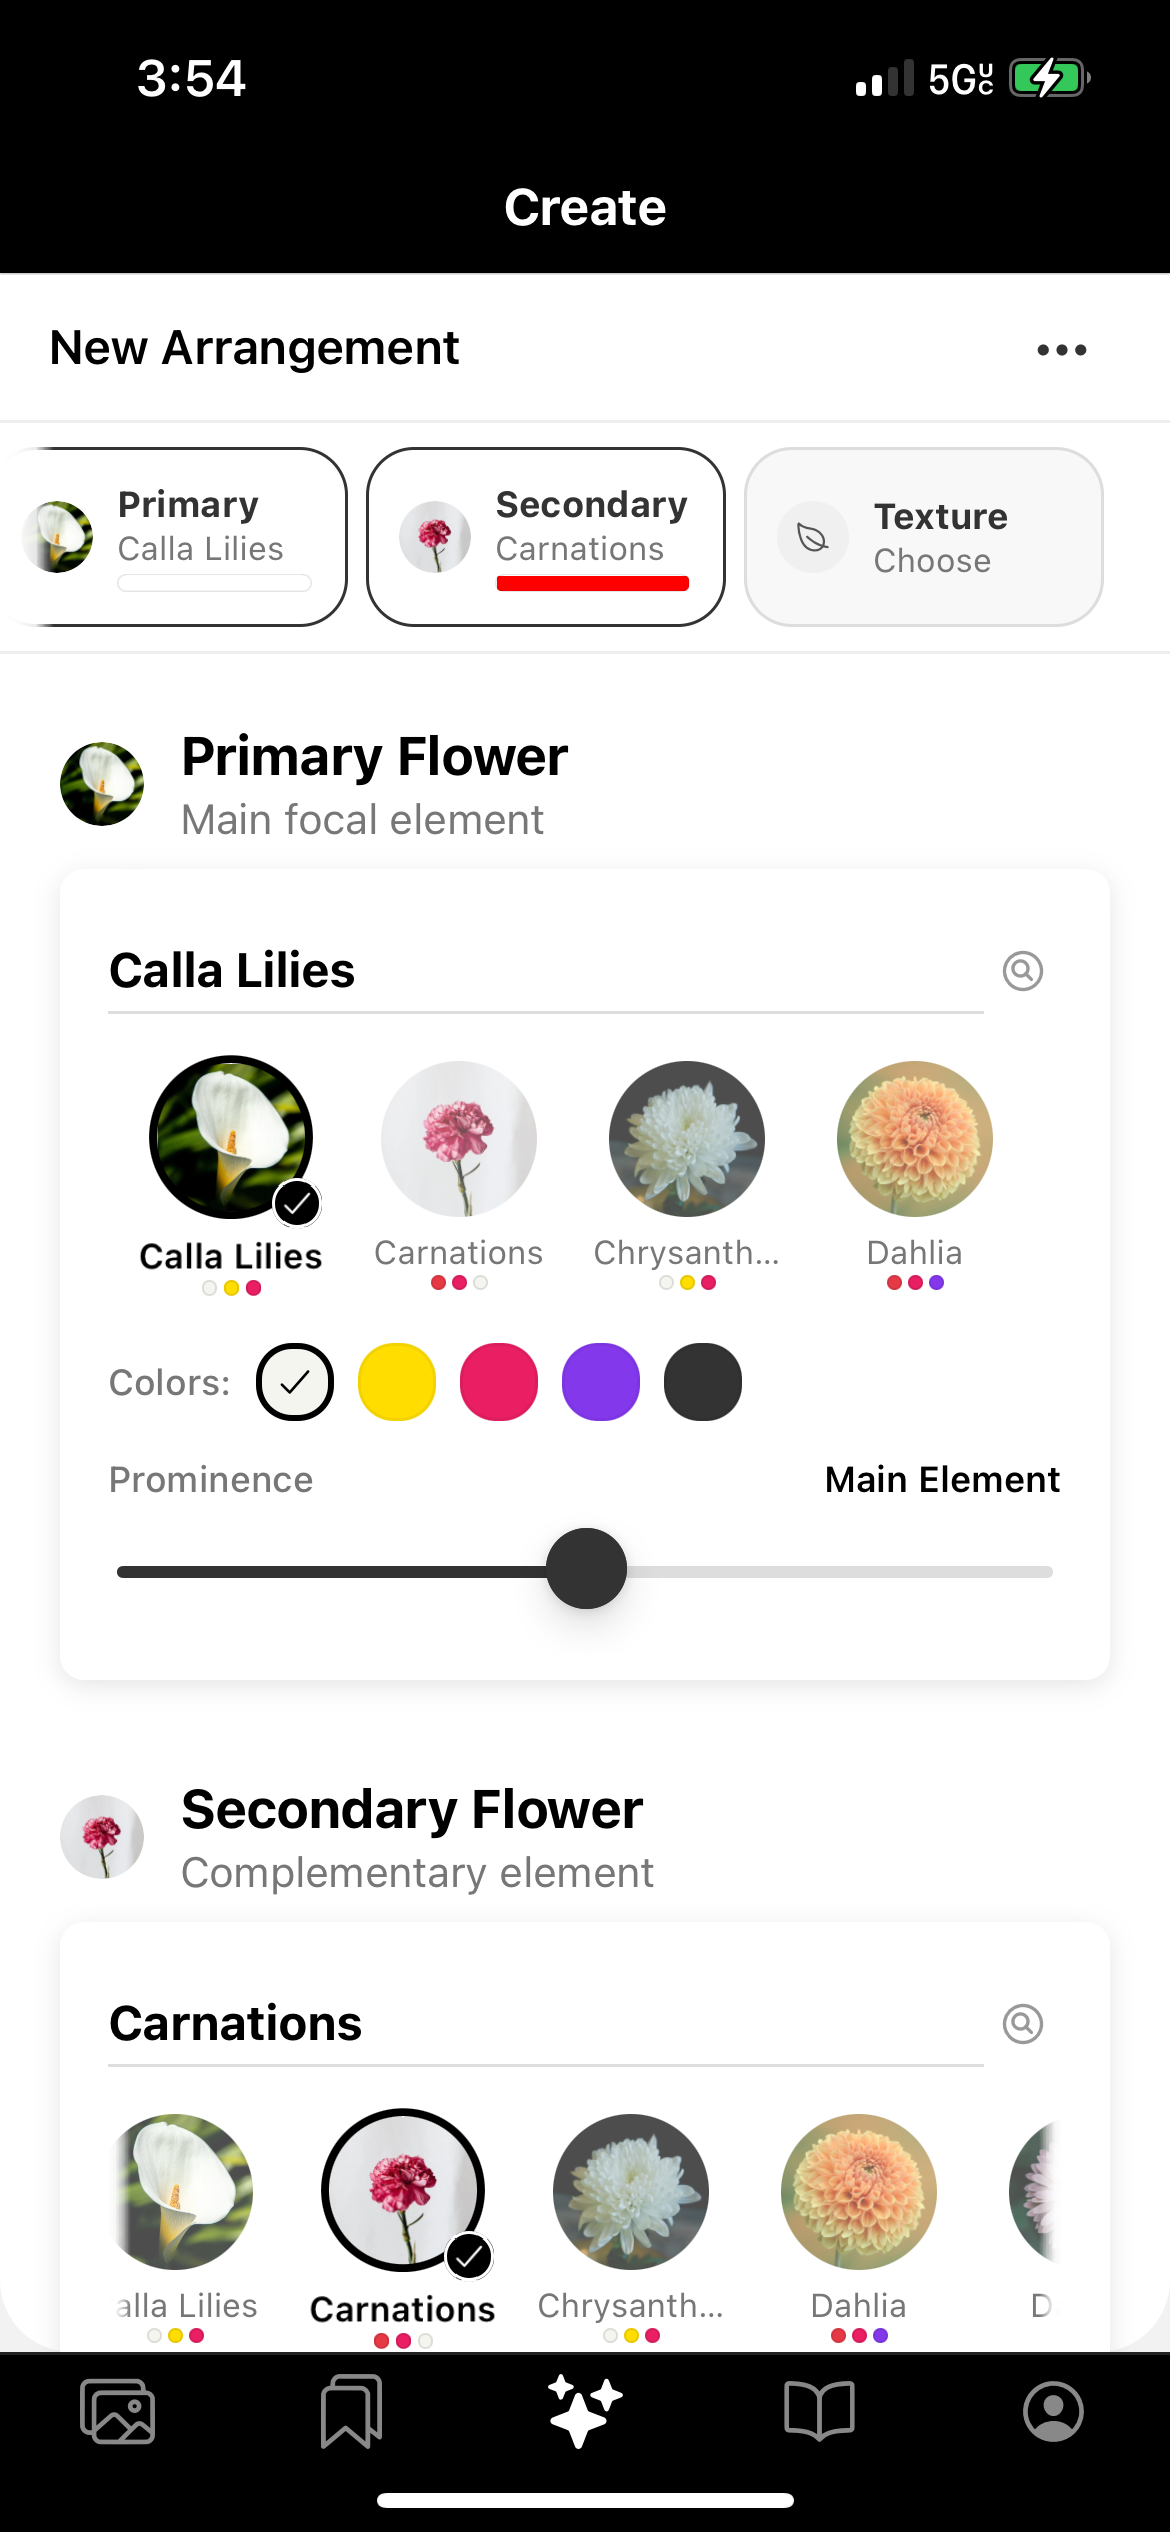 3:54
5GUC
Create
New Arrangement
Primary
Calla Lilies
Secondary
Carnations
Texture
Choose
Primary Flower
Main focal element
Calla Lilies
Calla Lilies
Carnations
Chrysanth...
Dahlia
Colors:
Prominence
Main Element
Secondary Flower
Complementary element
Carnations
alla Lilies
Carnations
Chrysanth...
Dahlia
D